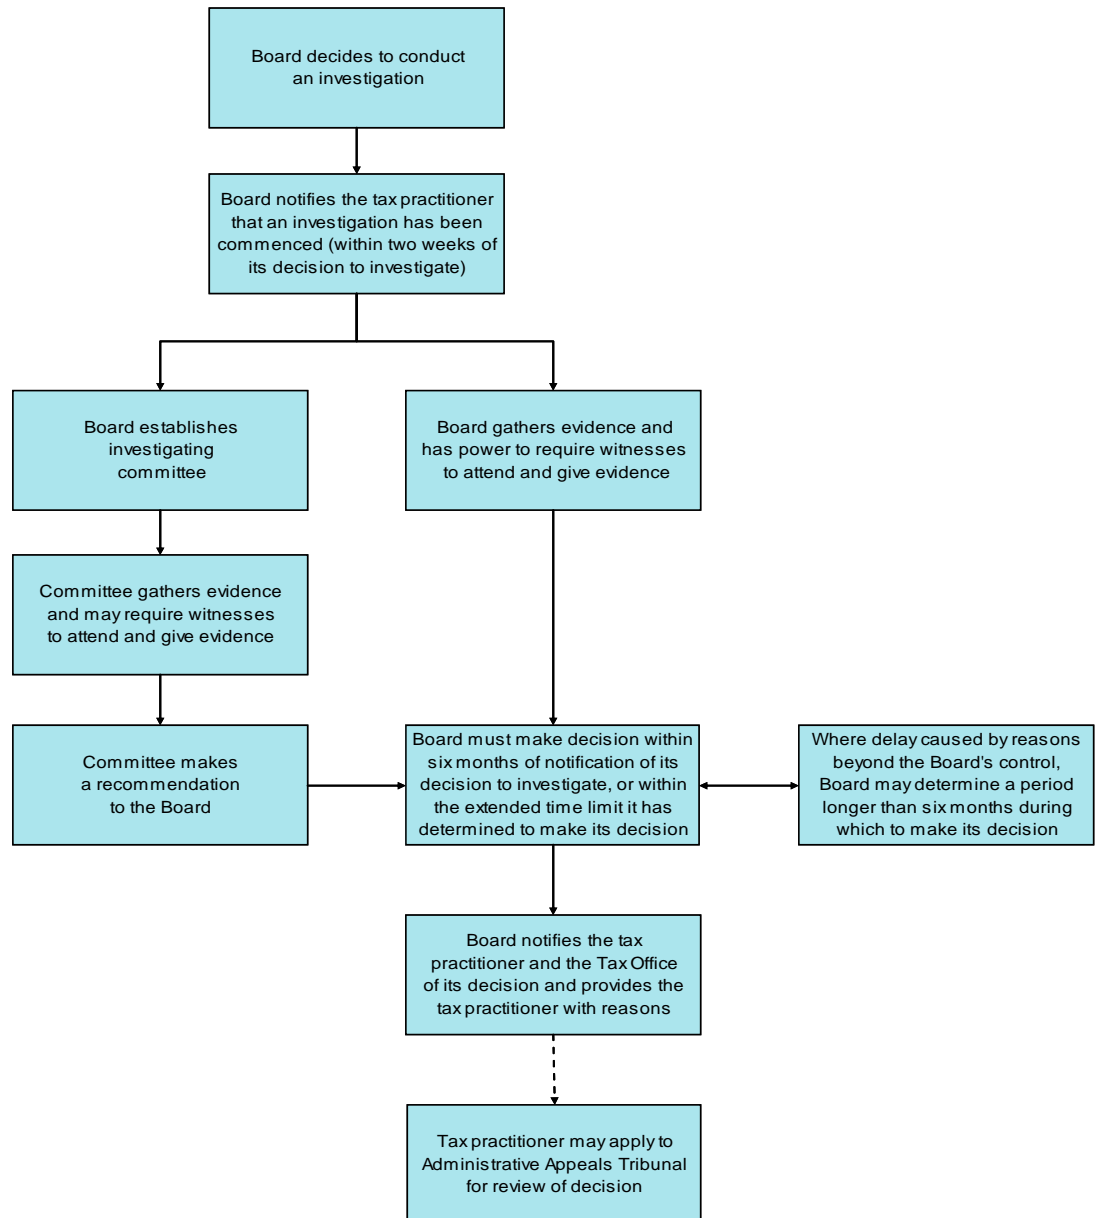 Board decides to conduct
an investigation
Board notifies the tax practitioner
that an investigation has been
commenced (within two weeks of
its decision to investigate)
Board establishes
investigating
committee
Board gathers evidence and
has power to require witnesses
to attend and give evidence
Committee gathers evidence
and may require witnesses
to attend and give evidence
Committee makes
a recommendation
to the Board
Board must make decision within
six months of notification of its
decision to investigate, or within
the extended time limit it has
determined to make its decision
Where delay caused by reasons
beyond the Board's control,
Board may determine a period
longer than six months during
which to make its decision
Board notifies the tax
practitioner and the Tax Office
of its decision and provides the
tax practitioner with reasons
Tax practitioner may apply to
Administrative Appeals Tribunal
for review of decision